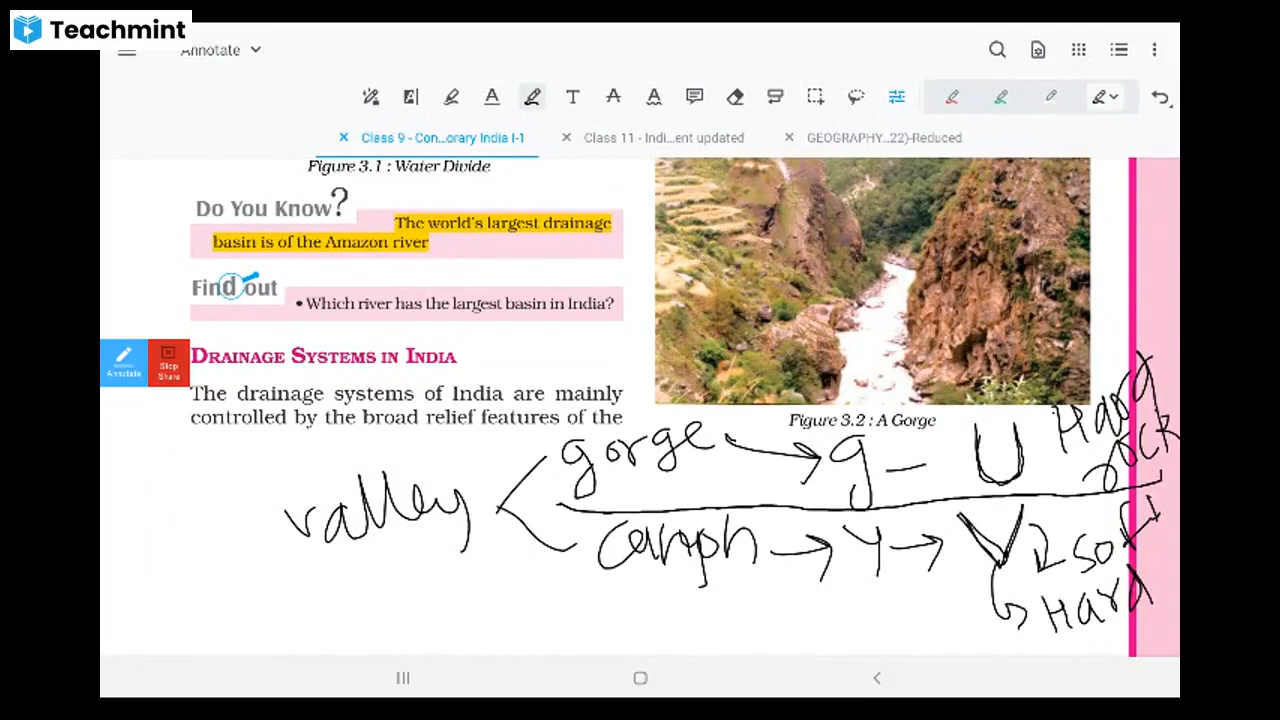 Teachmint
Annotate
Class 9 - Con...orary India I-1
Class 11 - Indi...ent updated
GEOGRAPHY...22)-Reduced
Figure 3.1 : Water Divide
Do You Know?
The world's largest drainage
basin is of the Amazon river
Find out
• Which river has the largest basin in India?
Annotate
Stop
Share
DRAINAGE SYSTEMS IN INDIA
The drainage systems of India are mainly
controlled by the broad relief features of the
Figure 3.2 : A Gorge
valley
gorge → g - U Hard
rock
→ Y → V soft
Hard